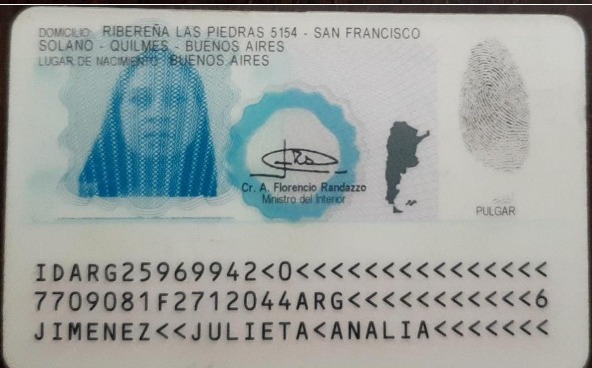 DOMICILIO: RIBEREÑA LAS PIEDRAS 5154 - SAN FRANCISCO
SOLANO - QUILMES - BUENOS AIRES
LUGAR DE NACIMIENTO: BUENOS AIRES
Cr. A. Florencio Randazzo
Ministro del Interior
PULGAR
IDARG25969942<0<<<<<<<<<<<<<<<
7709081F2712044ARG<<<<<<<<<<<6
JIMENEZ<<JULIETA<ANALIA<<<<<<<